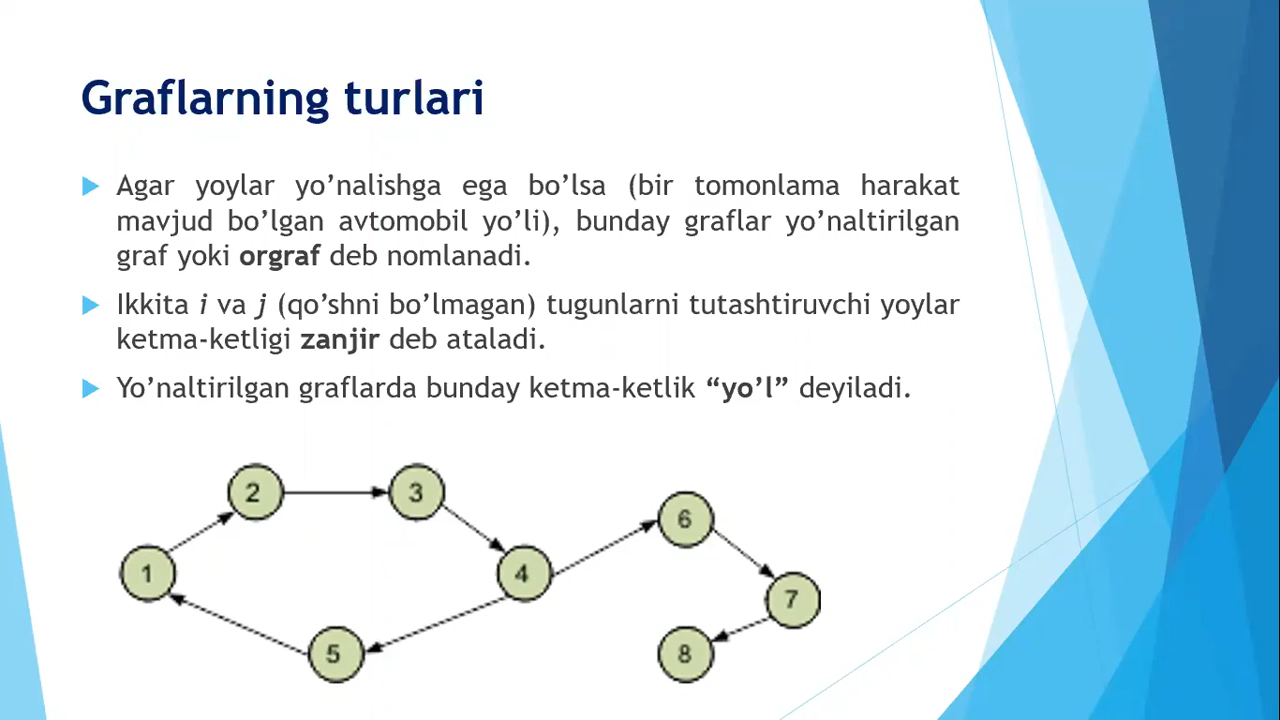 Graflarning turlari
Agar yoylar yo’nalishga ega bo’lsa (bir tomonlama harakat
mavjud bo’lgan avtomobil yo’li), bunday graflar yo’naltirilgan
graf yoki orgraf deb nomlanadi.
Ikkita i va j (qo’shni bo’lmagan) tugunlarni tutashtiruvchi yoylar
ketma-ketligi zanjir deb ataladi.
Yo’naltirilgan graflarda bunday ketma-ketlik “yo’l” deyiladi.
2
3
6
1
4
7
5
8